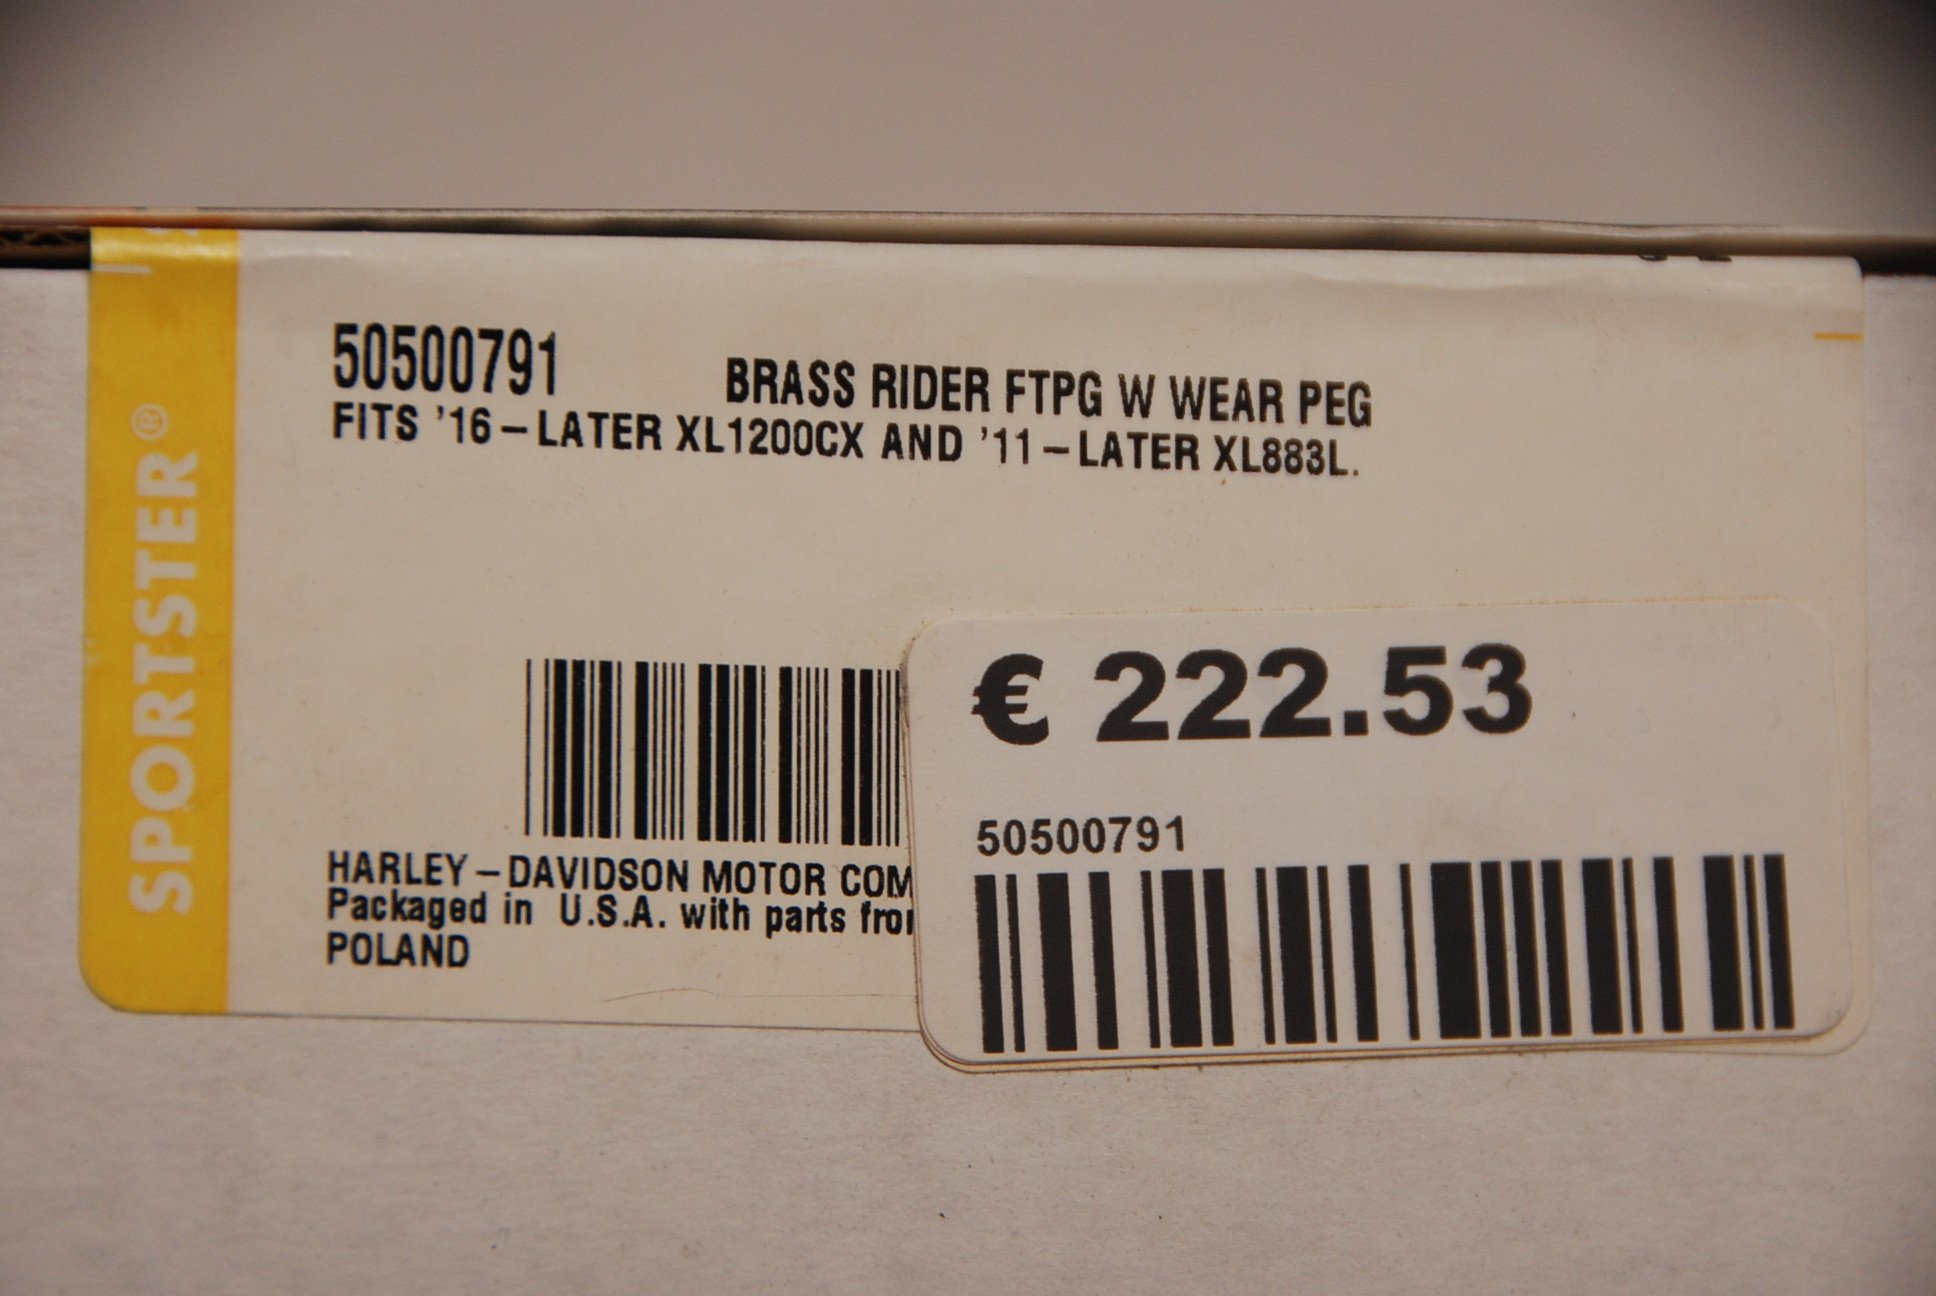 SPORTSTER®
50500791
BRASS RIDER FTPG W WEAR PEG
FITS '16-LATER XL1200CX AND '11-LATER XL883L.
HARLEY-DAVIDSON MOTOR COM
Packaged in U.S.A. with parts fro
POLAND
€ 222.53
50500791